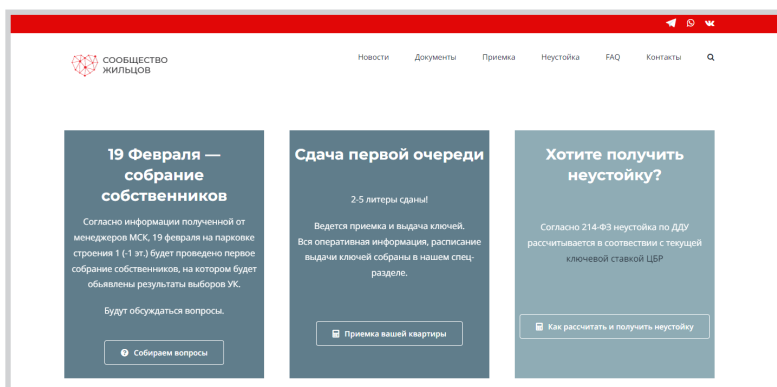 СООБЩЕСТВО
ЖИЛЬЦОВ
Новости Документы Приемка Неустойка FAQ Контакты
19 Февраля —
собрание
собственников
Согласно информации полученной от
менеджеров МСК, 19 февраля на парковке
строения 1 (-1 эт.) будет проведено первое
собрание собственников, на котором будет
обьявлены результаты выборов УК.
Будут обсуждаться вопросы.
Собираем вопросы
Сдача первой очереди
2-5 литеры сданы!
Ведется приемка и выдача ключей.
Вся оперативная информация, расписание
выдачи ключей собраны в нашем спец-
разделе.
Приемка вашей квартиры
Хотите получить
неустойку?
Согласно 214-ФЗ неустойка по ДДУ
рассчитывается в соотвествии с текущей
ключевой ставкой ЦБР
Как рассчитать и получить неустойку